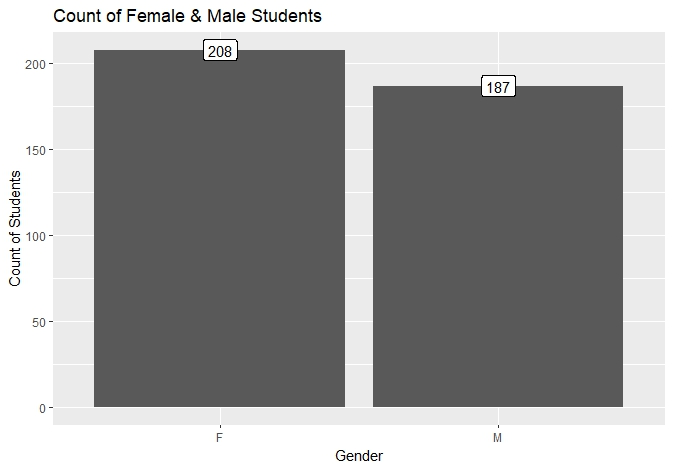 Count of Female & Male Students
208
187
200
150
100
50
0
Count of Students
F
M
Gender